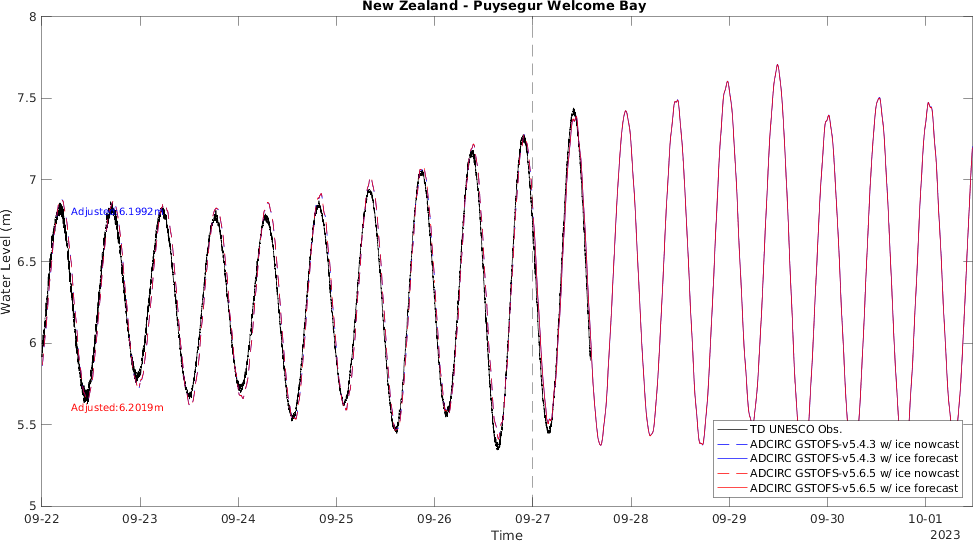 New Zealand - Puysegur Welcome Bay
8
7.5
7
6.5
6
5.5
5
Water Level (m)
Adjusted:6.1992m
Adjusted:6.2019m
TD UNESCO Obs.
ADCIRC GSTOFS-v5.4.3 w/ ice nowcast
ADCIRC GSTOFS-v5.4.3 w/ ice forecast
ADCIRC GSTOFS-v5.6.5 w/ ice nowcast
ADCIRC GSTOFS-v5.6.5 w/ ice forecast
09-22 09-23 09-24 09-25 09-26 09-27 09-28 09-29 09-30 10-01
Time
2023